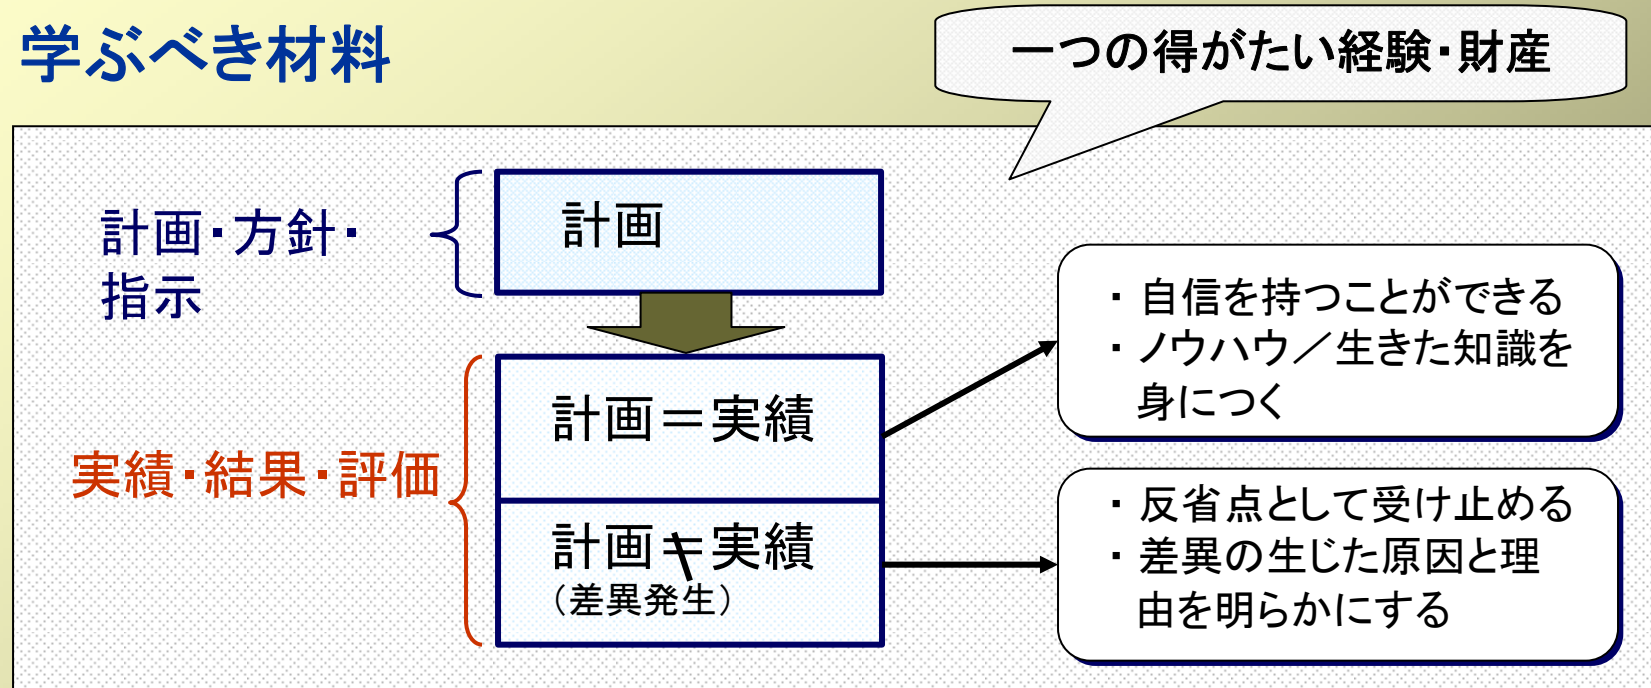 学ぶべき材料
一つの得がたい経験・財産
計画・方針・
指示
計画
・ 自信を持つことができる
・ ノウハウ／生きた知識を
身につく
計画＝実績
実績・結果・評価
計画≠実績
（差異発生）
・ 反省点として受け止める
・ 差異の生じた原因と理
由を明らかにする